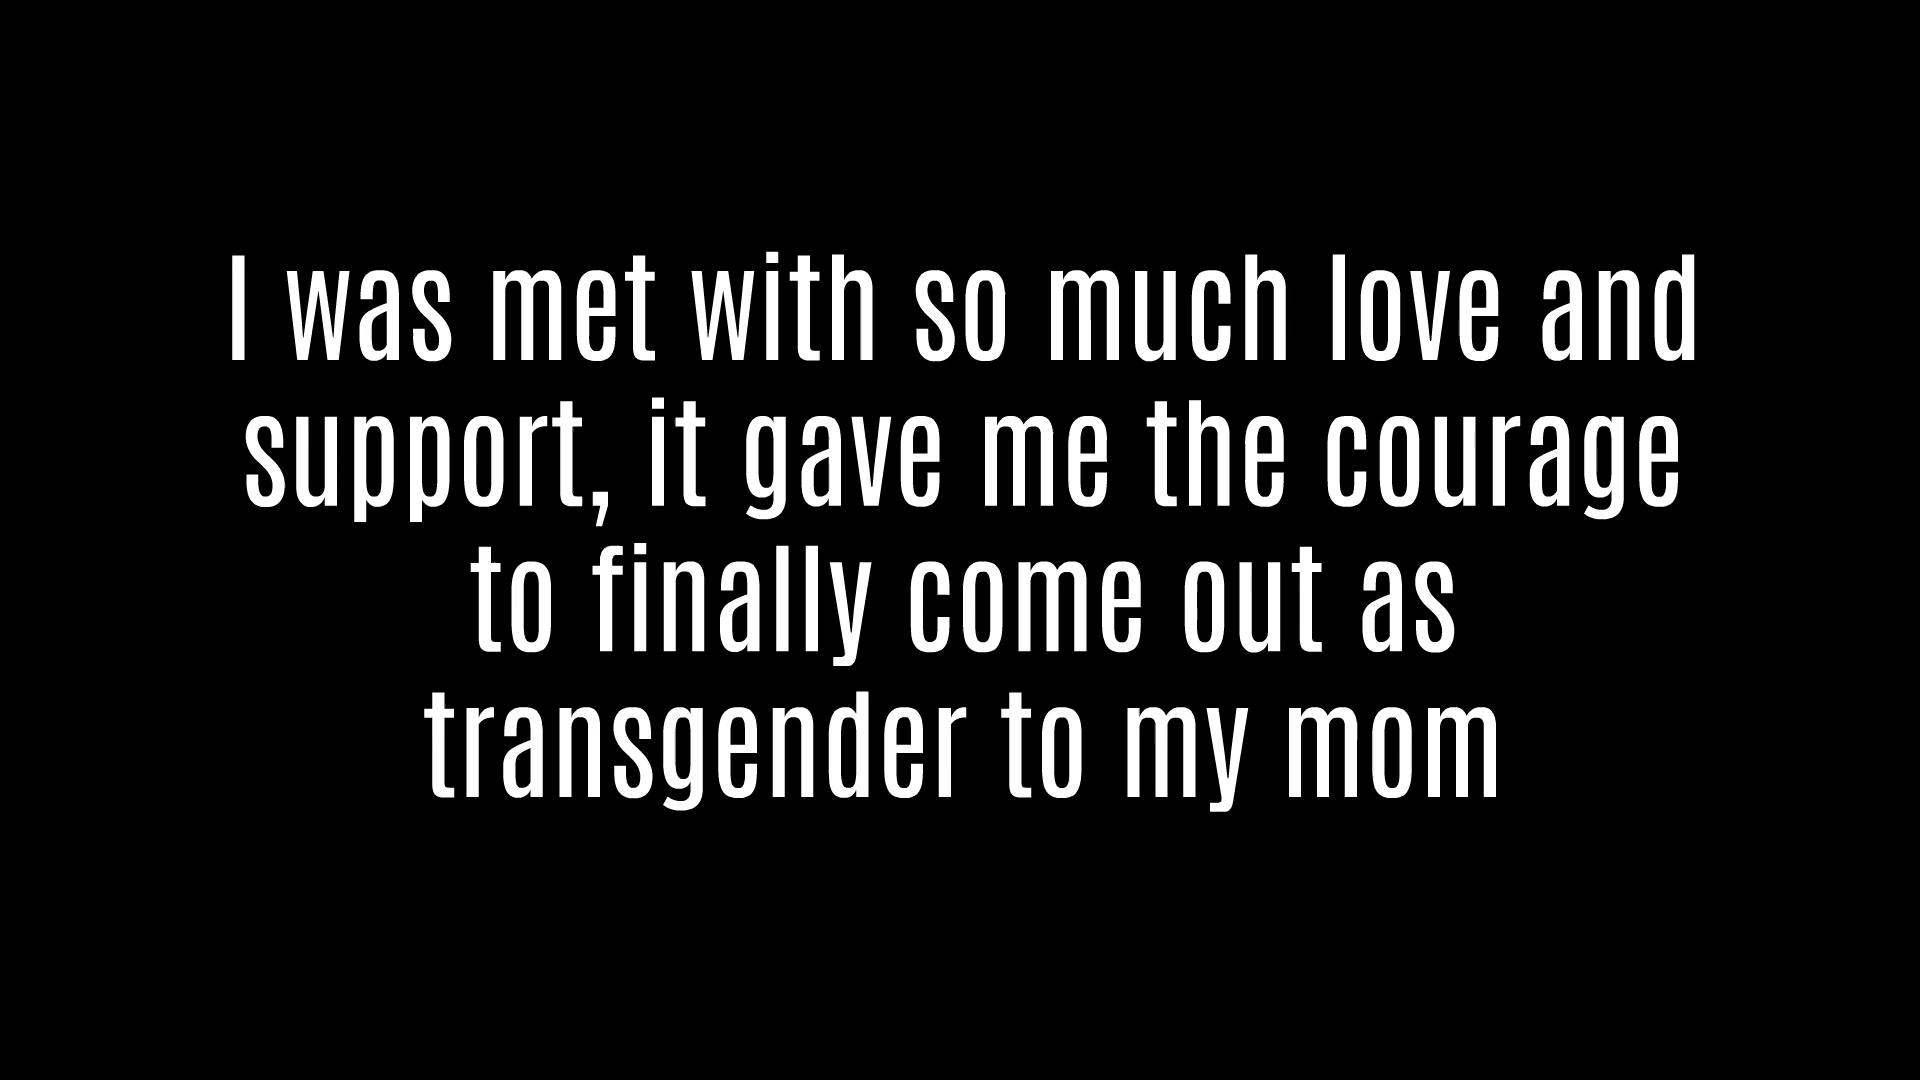 I was met with so much love and
support, it gave me the courage
to finally come out as
transgender to my mom